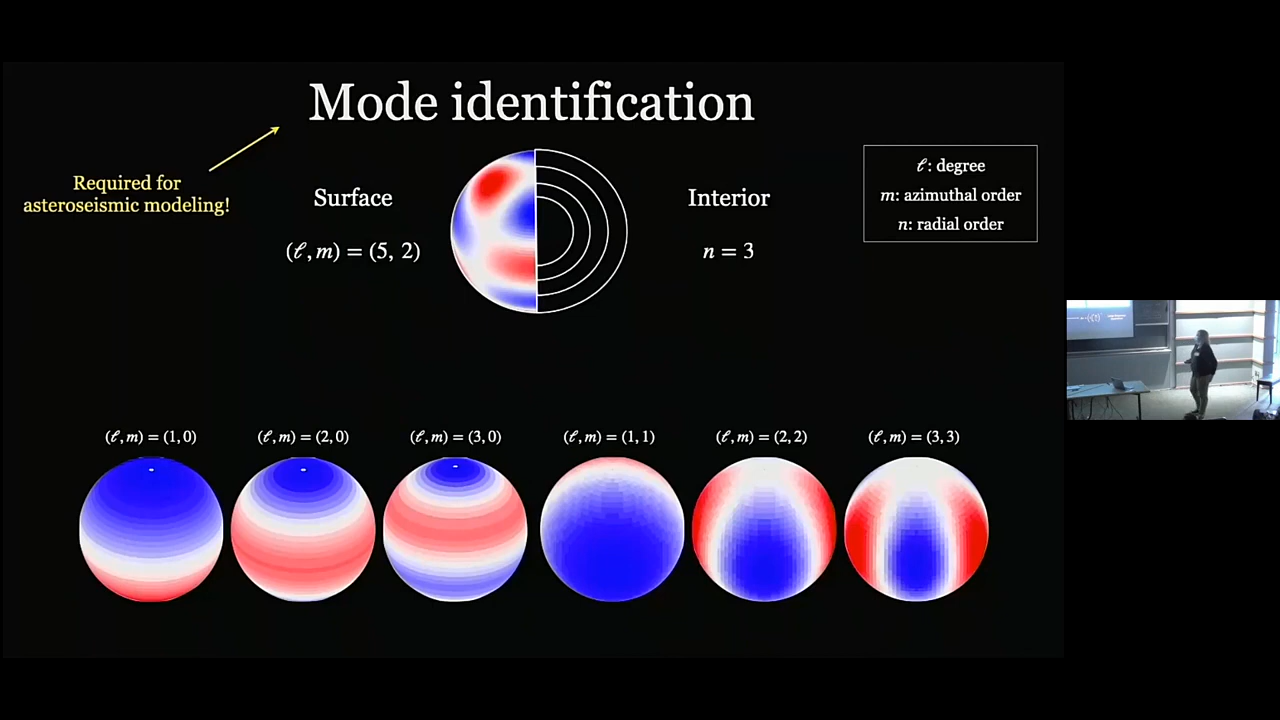 Mode identification
Required for
asteroseismic modeling!
Surface
(ℓ, m) = (5, 2)
Interior
n = 3
ℓ: degree
m: azimuthal order
n: radial order
(ℓ, m) = (1, 0)
(ℓ, m) = (2, 0)
(ℓ, m) = (3, 0)
(ℓ, m) = (1, 1)
(ℓ, m) = (2, 2)
(ℓ, m) = (3, 3)